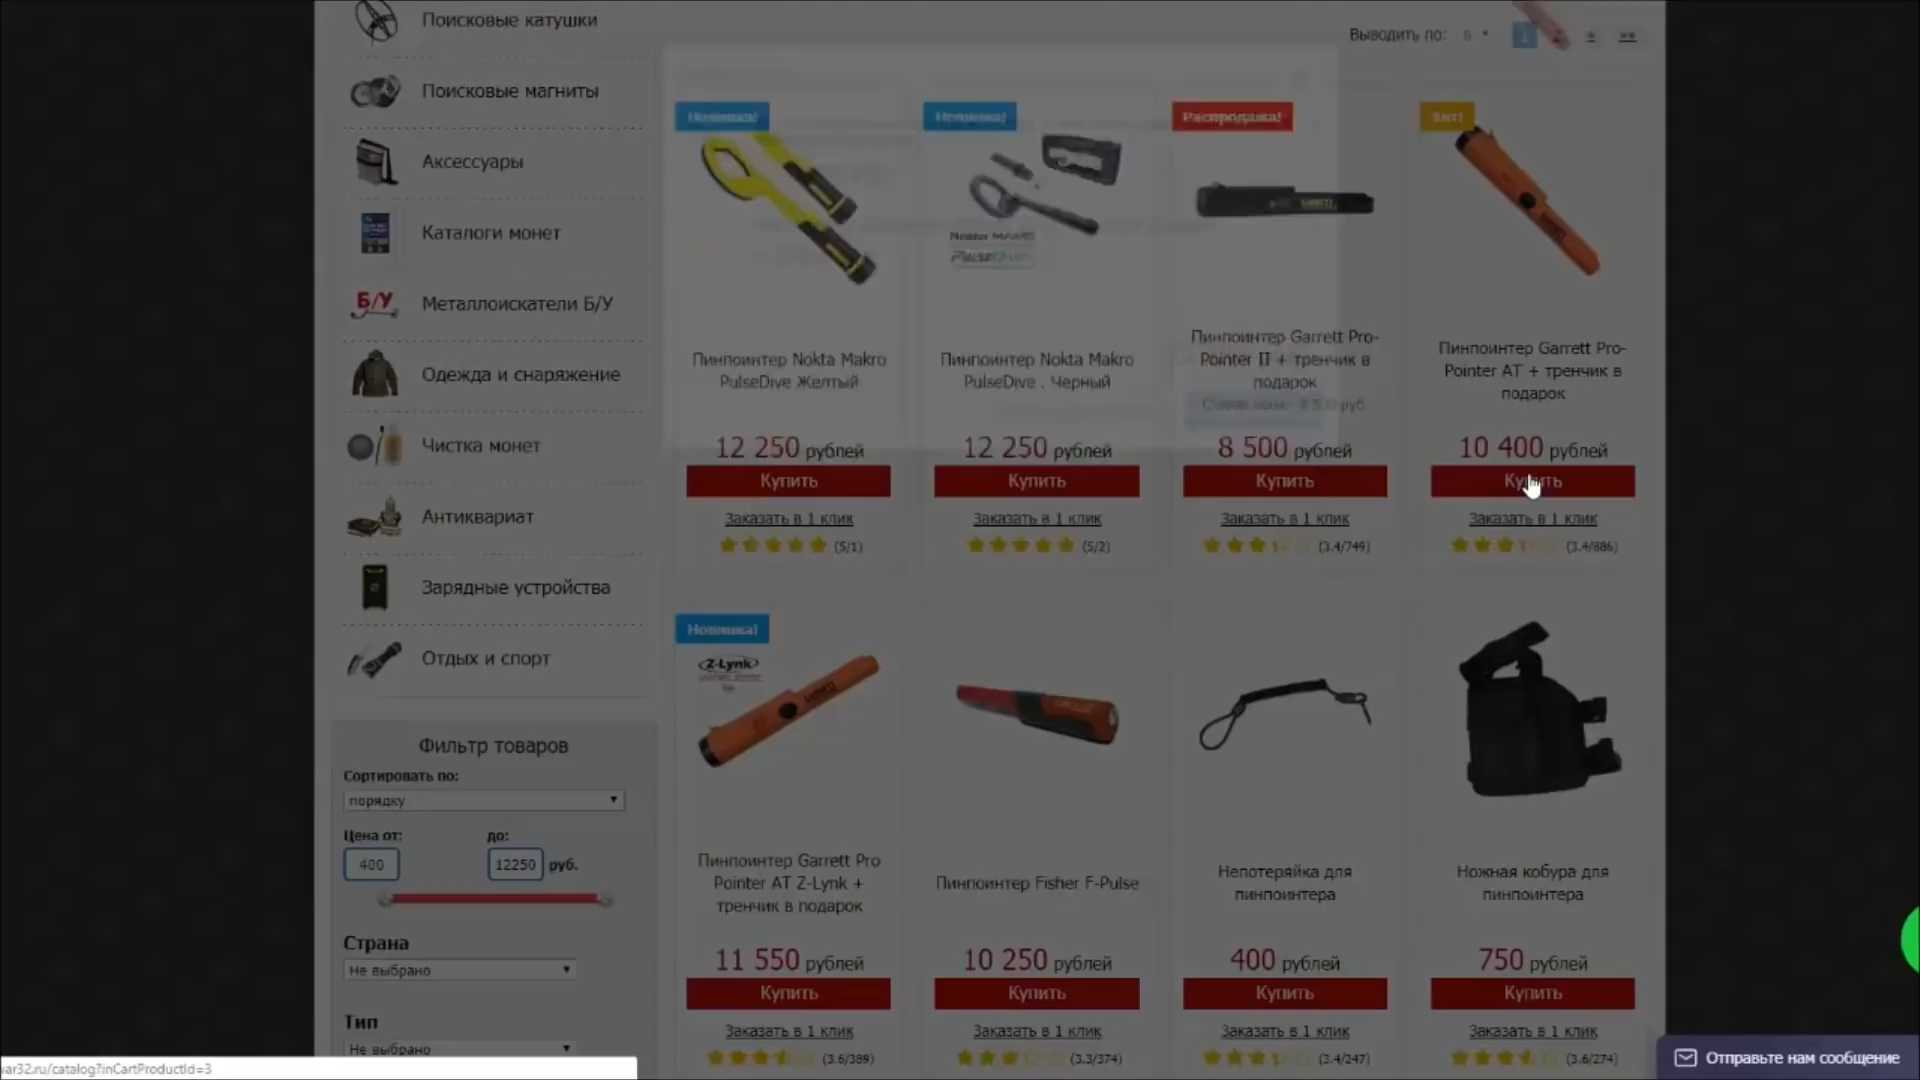 Поисковые катушки
Поисковые магниты
Аксессуары
Каталоги монет
Б/У
Металлоискатели Б/У
Одежда и снаряжение
Чистка монет
Антиквариат
Зарядные устройства
Отдых и спорт
Фильтр товаров
Сортировать по:
порядку
Цена от:
до:
400
12250 руб.
Страна
Не выбрано
Тип
Не выбрано
Выводить по:
Новинка!
Новинка!
Распродажа!
Хит!
Nokta MAKRO
PulseDive
Пинпоинтер Nokta Makro
PulseDive Желтый
12 250 рублей
Купить
Заказать в 1 клик
(5/1)
Пинпоинтер Nokta Makro
PulseDive . Черный
12 250 рублей
Купить
Заказать в 1 клик
(5/2)
Пинпоинтер Garrett Pro-
Pointer II + тренчик в
подарок
8 500 рублей
Купить
Заказать в 1 клик
(3.4/749)
Пинпоинтер Garrett Pro-
Pointer AT + тренчик в
подарок
10 400 рублей
Купить
Заказать в 1 клик
(3.4/886)
Новинка!
Z-Lynk
Пинпоинтер Garrett Pro
Pointer AT Z-Lynk +
тренчик в подарок
11 550 рублей
Купить
Заказать в 1 клик
(3.6/389)
Пинпоинтер Fisher F-Pulse
10 250 рублей
Купить
Заказать в 1 клик
(3.3/374)
Непотеряйка для
пинпоинтера
400 рублей
Купить
Заказать в 1 клик
(3.4/247)
Ножная кобура для
пинпоинтера
750 рублей
Купить
Заказать в 1 клик
(3.6/274)
var32.ru/catalog?inCartProductId=3
Отправьте нам сообщение